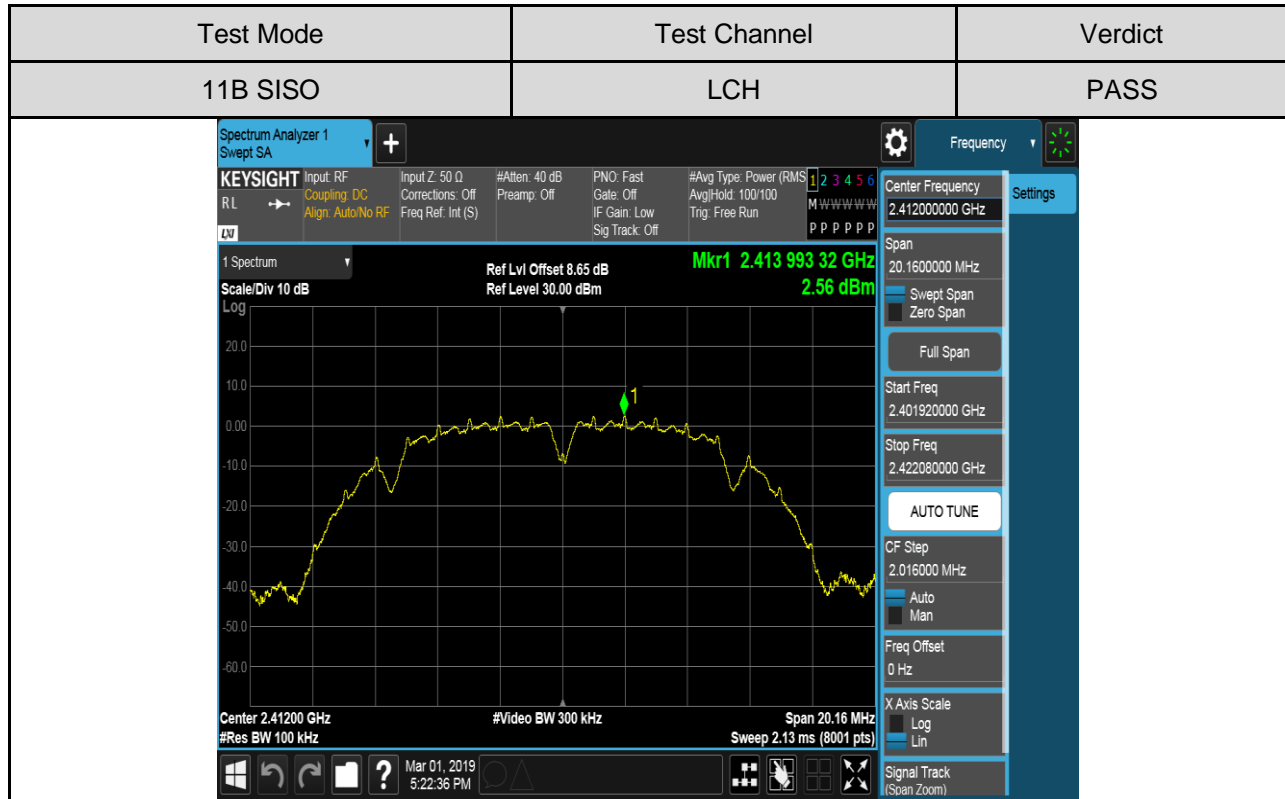 Test Mode Test Channel Verdict
11B SISO LCH PASS
Spectrum Analyzer 1
Swept SA
+
Frequency
KEYSIGHT
RL
LXI
Input: RF
Coupling: DC
Align: Auto/No RF
Input Z: 50 Ω
Corrections: Off
Freq Ref: Int (S)
#Atten: 40 dB
Preamp: Off
PNO: Fast
Gate: Off
IF Gain: Low
Sig Track: Off
#Avg Type: Power (RMS
Avg|Hold: 100/100
Trig: Free Run
1 2 3 4 5 6
M W W W W W
P P P P P P
Center Frequency
2.412000000 GHz
Settings
Span
20.1600000 MHz
Swept Span
Zero Span
Full Span
Start Freq
2.401920000 GHz
Stop Freq
2.422080000 GHz
AUTO TUNE
CF Step
2.016000 MHz
Auto
Man
Freq Offset
0 Hz
X Axis Scale
Log
Lin
Signal Track
(Span Zoom)
1 Spectrum
Scale/Div 10 dB
Ref Lvl Offset 8.65 dB
Ref Level 30.00 dBm
Mkr1 2.413 993 32 GHz
2.56 dBm
Log
20.0
10.0
0.00
-10.0
-20.0
-30.0
-40.0
-50.0
-60.0
1
Center 2.41200 GHz
#Res BW 100 kHz
#Video BW 300 kHz
Span 20.16 MHz
Sweep 2.13 ms (8001 pts)
?
Mar 01, 2019
5:22:36 PM